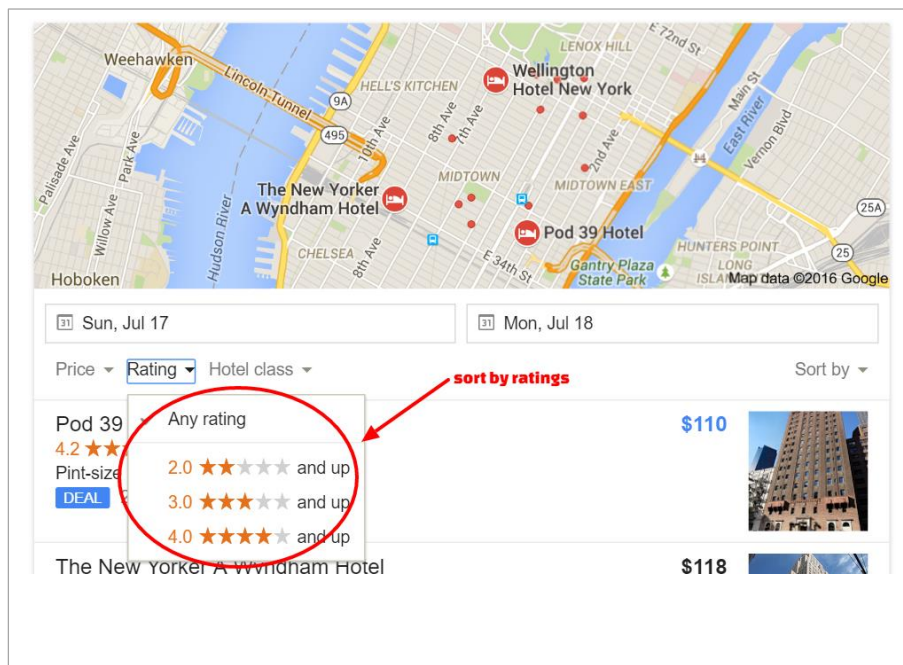 Weehawken
Lincoln Tunnel
LENOX HILL
E 72nd St
HELL'S KITCHEN
Wellington
Hotel New York
9A
495
10th Ave
8th Ave
7th Ave
2nd Ave
Main St
East River
Vernon Blvd
Palisade Ave
Park Ave
Willow Ave
Hudson River
MIDTOWN
MIDTOWN EAST
The New Yorker
A Wyndham Hotel
25A
Pod 39 Hotel
CHELSEA
8th Ave
E 34th St
HUNTERS POINT
25
Gantry Plaza
State Park
LONG
Hoboken
Map data ©2016 Google
31 Sun, Jul 17
31 Mon, Jul 18
Price Rating Hotel class Sort by
sort by ratings
Pod 39 $110
Any rating
4.2
Pint-size
2.0 and up
DEAL
3.0 and up
4.0 and up
The New Yorker A Wyndham Hotel $118